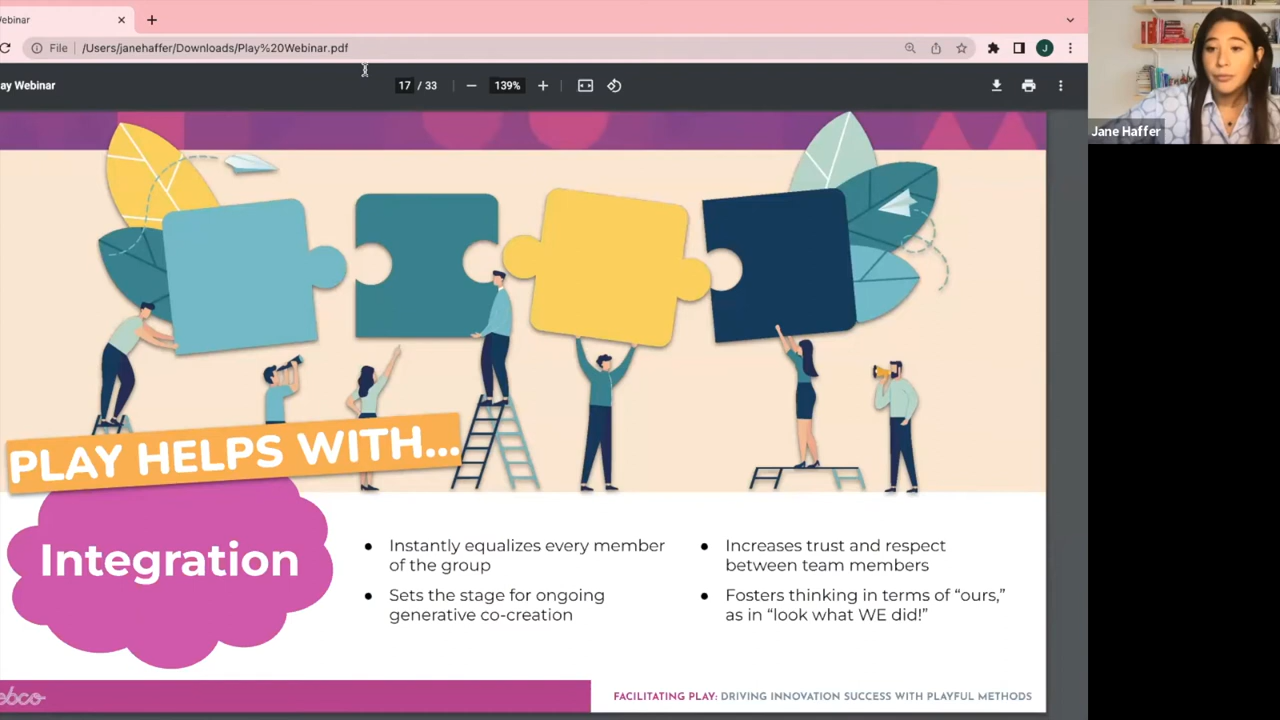 ebinar
File
/Users/janehaffer/Downloads/Play%20Webinar.pdf
J
ay Webinar
17 / 33
139%
Jane Haffer
PLAY HELPS WITH...
Integration
● Instantly equalizes every member
of the group
● Sets the stage for ongoing
generative co-creation
● Increases trust and respect
between team members
● Fosters thinking in terms of “ours,”
as in “look what WE did!”
ebco
FACILITATING PLAY: DRIVING INNOVATION SUCCESS WITH PLAYFUL METHODS